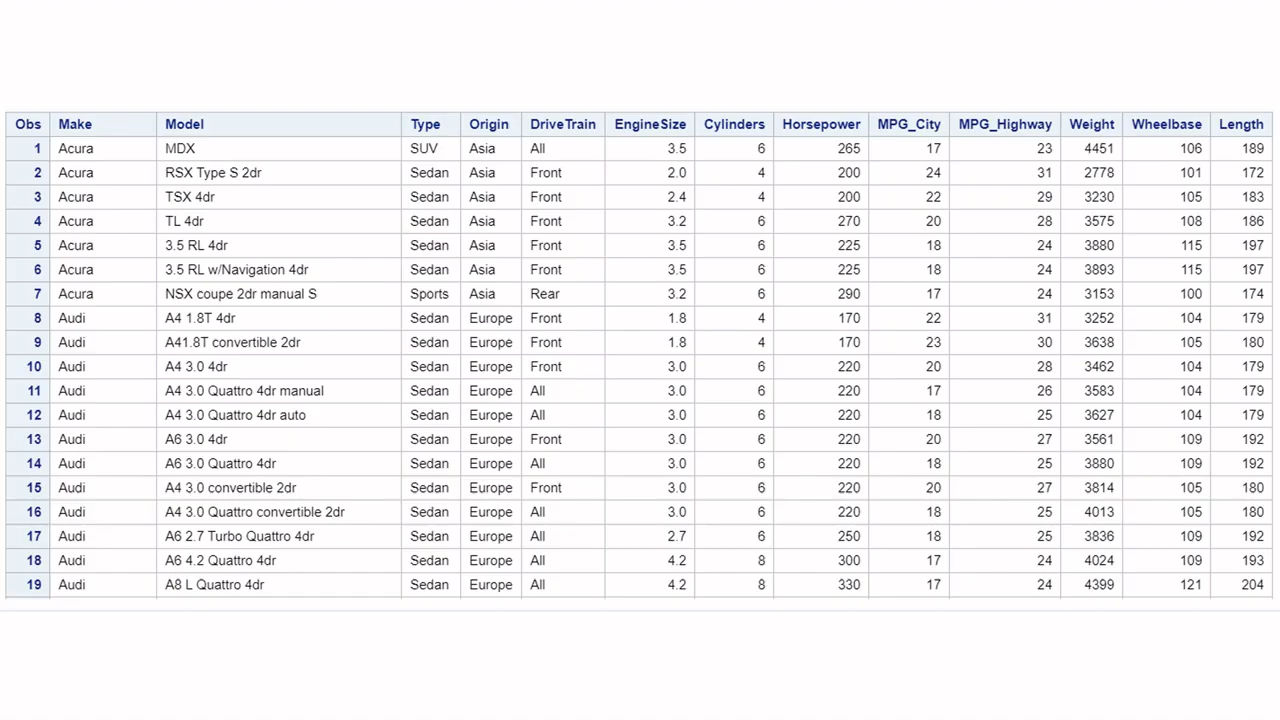 Obs Make Model Type Origin DriveTrain EngineSize Cylinders Horsepower MPG_City MPG_Highway Weight Wheelbase Length
1 Acura MDX SUV Asia All 3.5 6 265 17 23 4451 106 189
2 Acura RSX Type S 2dr Sedan Asia Front 2.0 4 200 24 31 2778 101 172
3 Acura TSX 4dr Sedan Asia Front 2.4 4 200 22 29 3230 105 183
4 Acura TL 4dr Sedan Asia Front 3.2 6 270 20 28 3575 108 186
5 Acura 3.5 RL 4dr Sedan Asia Front 3.5 6 225 18 24 3880 115 197
6 Acura 3.5 RL w/Navigation 4dr Sedan Asia Front 3.5 6 225 18 24 3893 115 197
7 Acura NSX coupe 2dr manual S Sports Asia Rear 3.2 6 290 17 24 3153 100 174
8 Audi A4 1.8T 4dr Sedan Europe Front 1.8 4 170 22 31 3252 104 179
9 Audi A41.8T convertible 2dr Sedan Europe Front 1.8 4 170 23 30 3638 105 180
10 Audi A4 3.0 4dr Sedan Europe Front 3.0 6 220 20 28 3462 104 179
11 Audi A4 3.0 Quattro 4dr manual Sedan Europe All 3.0 6 220 17 26 3583 104 179
12 Audi A4 3.0 Quattro 4dr auto Sedan Europe All 3.0 6 220 18 25 3627 104 179
13 Audi A6 3.0 4dr Sedan Europe Front 3.0 6 220 20 27 3561 109 192
14 Audi A6 3.0 Quattro 4dr Sedan Europe All 3.0 6 220 18 25 3880 109 192
15 Audi A4 3.0 convertible 2dr Sedan Europe Front 3.0 6 220 20 27 3814 105 180
16 Audi A4 3.0 Quattro convertible 2dr Sedan Europe All 3.0 6 220 18 25 4013 105 180
17 Audi A6 2.7 Turbo Quattro 4dr Sedan Europe All 2.7 6 250 18 25 3836 109 192
18 Audi A6 4.2 Quattro 4dr Sedan Europe All 4.2 8 300 17 24 4024 109 193
19 Audi A8 L Quattro 4dr Sedan Europe All 4.2 8 330 17 24 4399 121 204